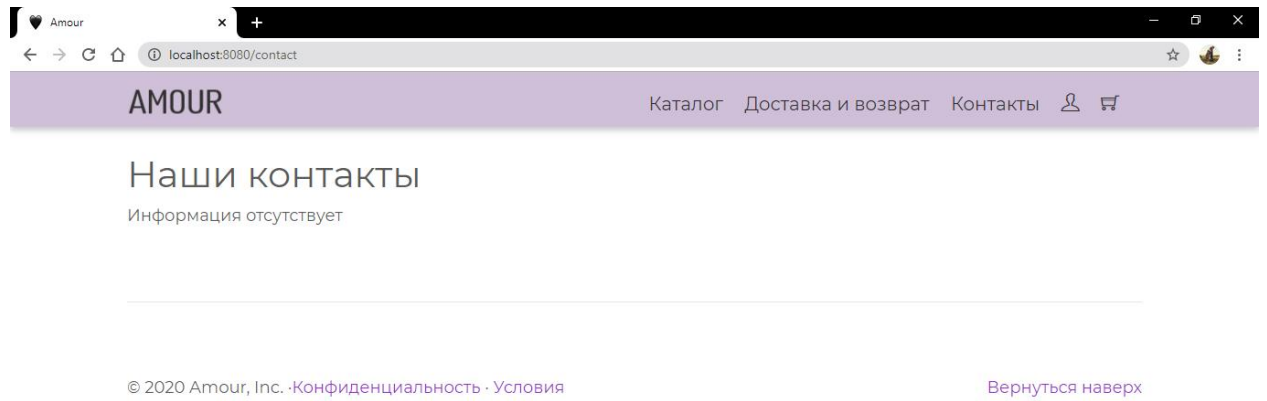 Amour
localhost:8080/contact
AMOUR Каталог Доставка и возврат Контакты
Наши контакты
Информация отсутствует
© 2020 Amour, Inc. ·Конфиденциальность · Условия Вернуться наверх